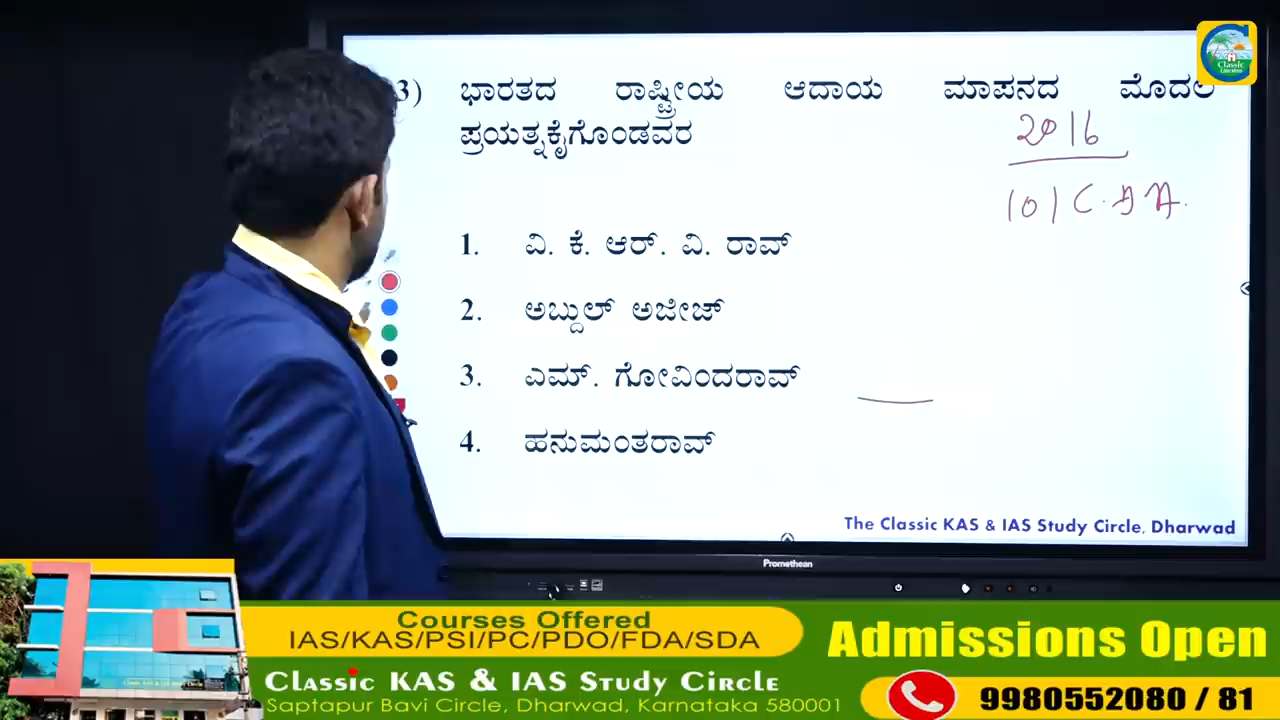 3) ಭಾರತದ ರಾಷ್ಟ್ರೀಯ ಆದಾಯ ಮಾಪನದ ಮೊದಲ
ಪ್ರಯತ್ನಕೈಗೊಂಡವರ
2016
1. ವಿ. ಕೆ. ಆರ್. ವಿ. ರಾವ್
2. ಅಬ್ದುಲ್ ಅಜೀಜ್
3. ಎಮ್. ಗೋವಿಂದರಾವ್
4. ಹನುಮಂತರಾವ್
The Classic KAS & IAS Study Circle, Dharwad
Promethean
Classic
Courses Offered
IAS/KAS/PSI/PC/PDO/FDA/SDA
Classic KAS & IAS Study Circle
Saptapur Bavi Circle, Dharwad, Karnataka 580001
Admissions Open
9980552080 / 81